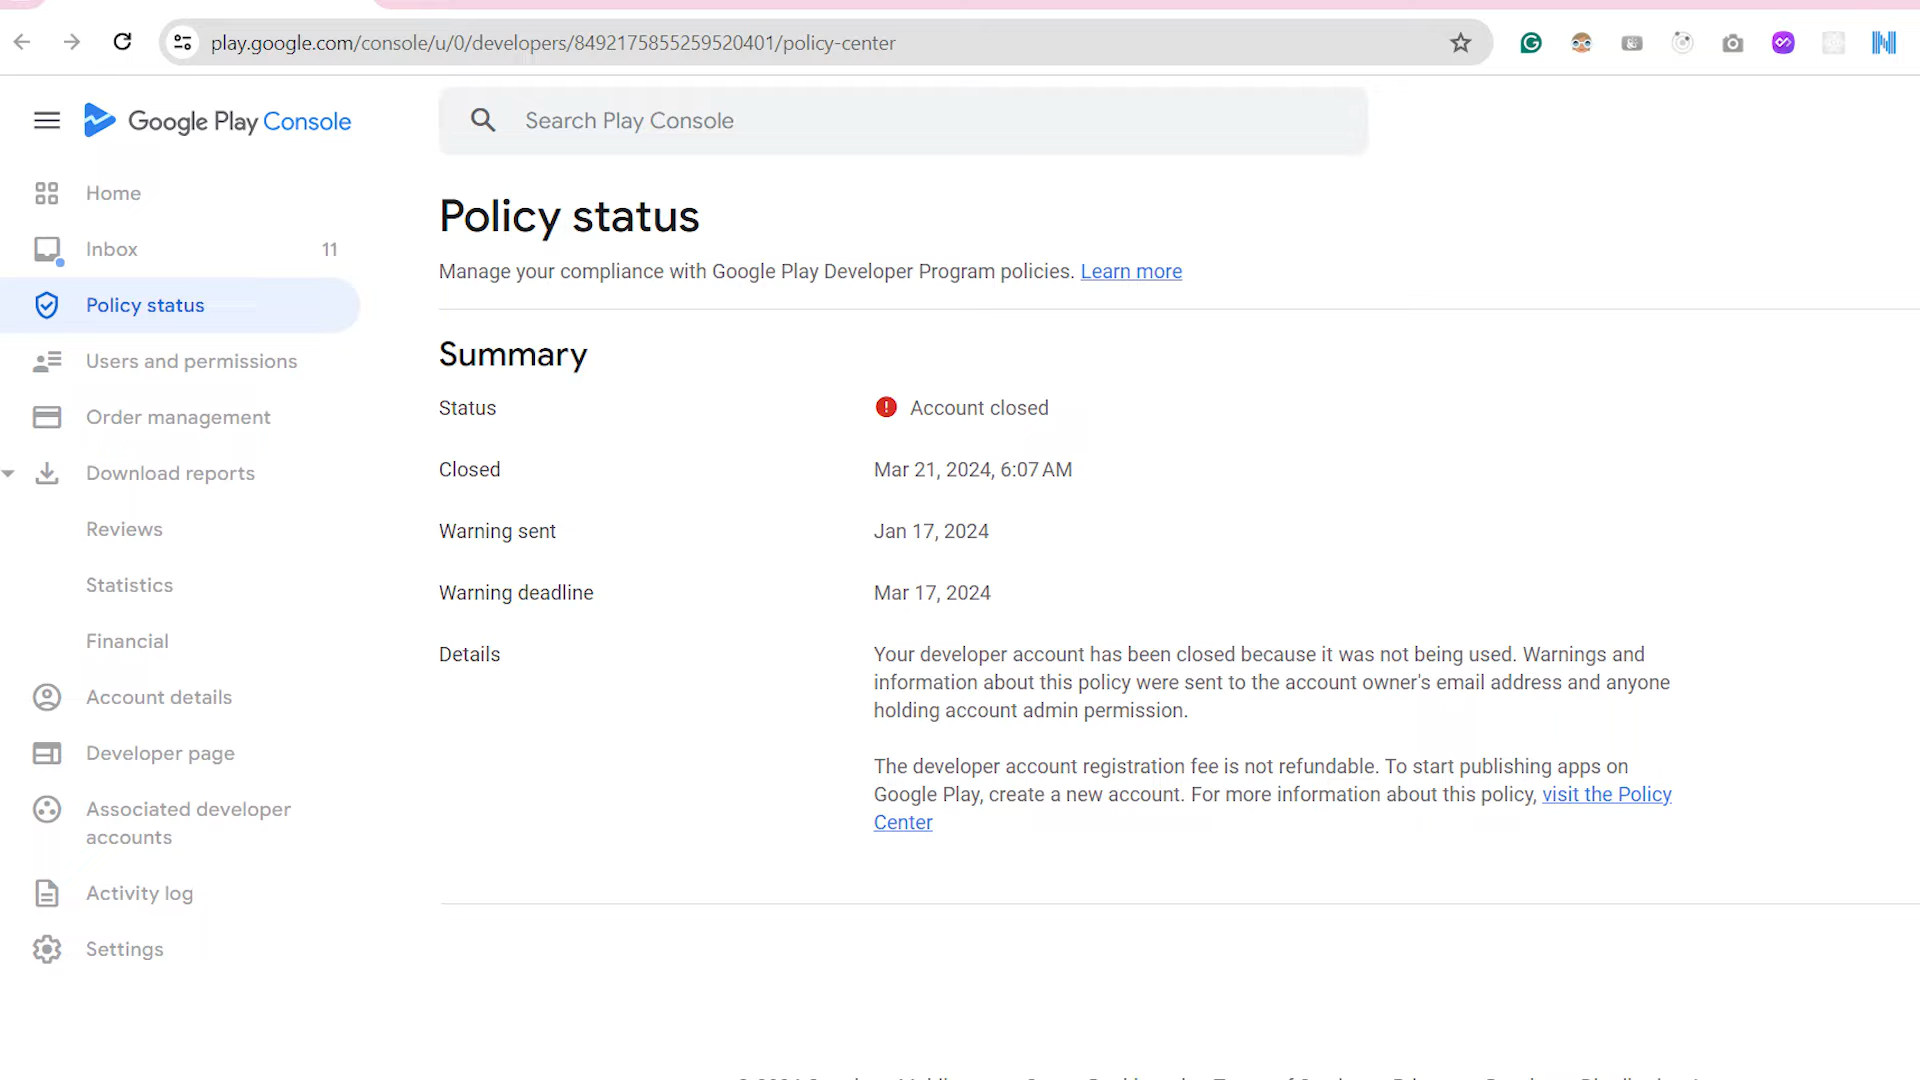 play.google.com/console/u/0/developers/8492175855259520401/policy-center
Google Play Console
Search Play Console
Home
Inbox 11
Policy status
Users and permissions
Order management
Download reports
Reviews
Statistics
Financial
Account details
Developer page
Associated developer
accounts
Activity log
Settings
Policy status
Manage your compliance with Google Play Developer Program policies. Learn more
Summary
Status Account closed
Closed Mar 21, 2024, 6:07 AM
Warning sent Jan 17, 2024
Warning deadline Mar 17, 2024
Details Your developer account has been closed because it was not being used. Warnings and
information about this policy were sent to the account owner's email address and anyone
holding account admin permission.
The developer account registration fee is not refundable. To start publishing apps on
Google Play, create a new account. For more information about this policy, visit the Policy
Center